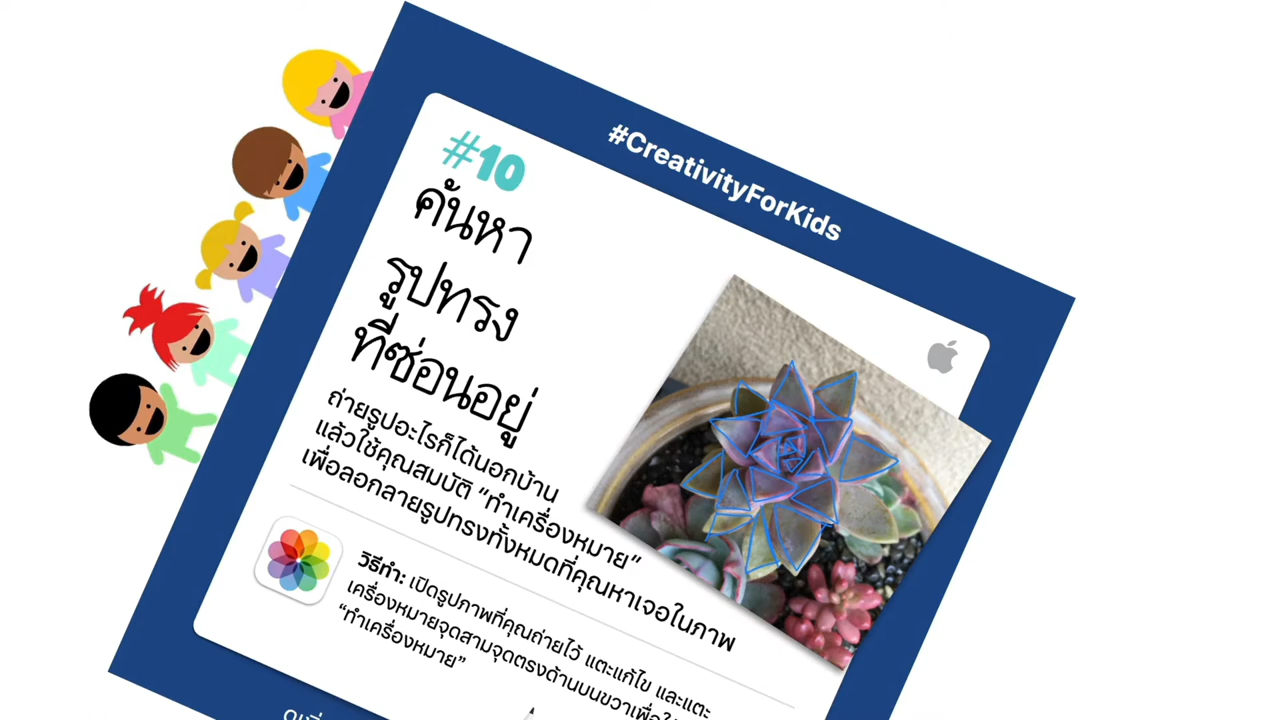 #CreativityForKids
#10
ค้นหา
รูปทรง
ที่ซ่อนอยู่
ถ่ายรูปอะไรก็ได้นอกบ้าน
แล้วใช้คุณสมบัติ “ทำเครื่องหมาย”
เพื่อลอกลายรูปทรงทั้งหมดที่คุณหาเจอในภาพ
วิธีทำ: เปิดรูปภาพที่คุณถ่ายไว้ แตะแก้ไข และแตะ
เครื่องหมายจุดสามจุดตรงด้านบนขวาเพื่อ
“ทำเครื่องหมาย”